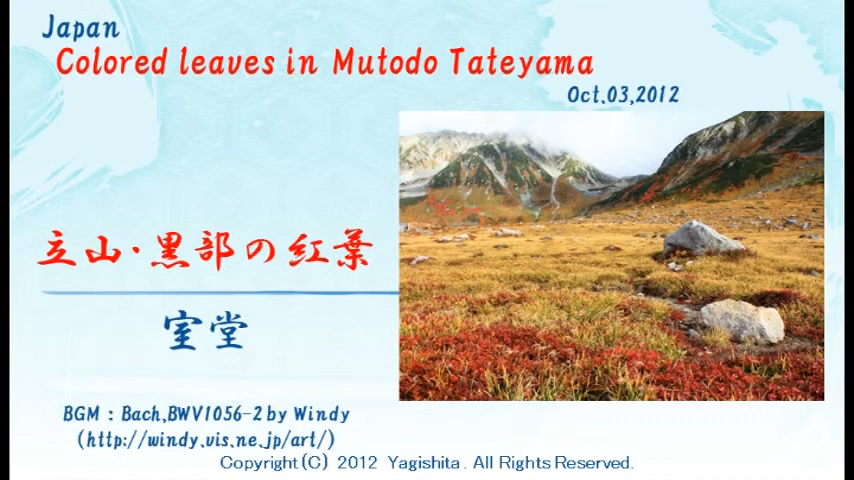 Japan
Colored leaves in Mutodo Tateyama
Oct.03,2012
立山・黒部の紅葉
室堂
BGM : Bach,BWV1056-2 by Windy
(http://windy.vis.ne.jp/art/)
Copyright (C) 2012 Yagishita. All Rights Reserved.